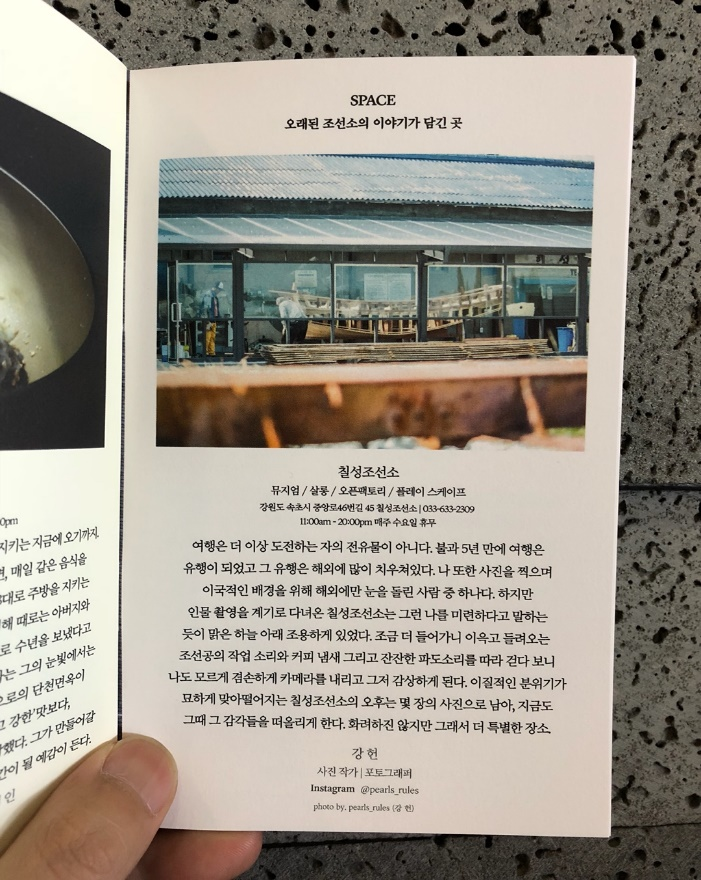 0pm
지키는 지금에 오기까지.
면, 매일 같은 음식을
대로 주방을 지키는
해 때로는 아버지와
로 수년을 보냈다고
하는 그의 눈빛에서는
으로의 단천면옥이
고 강한'맛보다,
했다. 그가 만들어갈
간이 될 예감이 든다.
인
SPACE
오래된 조선소의 이야기가 담긴 곳
칠성조선소
뮤지엄 / 살롱 / 오픈팩토리 / 플레이 스케이프
강원도 속초시 중앙로46번길 45 칠성조선소 | 033-633-2309
11:00am - 20:00pm 매주 수요일 휴무
여행은 더 이상 도전하는 자의 전유물이 아니다. 불과 5년 만에 여행은
유행이 되었고 그 유행은 해외에 많이 치우쳐있다. 나 또한 사진을 찍으며
이국적인 배경을 위해 해외에만 눈을 돌린 사람 중 하나다. 하지만
인물 촬영을 계기로 다녀온 칠성조선소는 그런 나를 미련하다고 말하는
듯이 맑은 하늘 아래 조용하게 있었다. 조금 더 들어가니 이윽고 들려오는
조선공의 작업 소리와 커피 냄새 그리고 잔잔한 파도소리를 따라 걷다 보니
나도 모르게 겸손하게 카메라를 내리고 그저 감상하게 된다. 이질적인 분위기가
묘하게 맞아떨어지는 칠성조선소의 오후는 몇 장의 사진으로 남아, 지금도
그때 그 감각들을 떠올리게 한다. 화려하진 않지만 그래서 더 특별한 장소.
강 헌
사진 작가 | 포토그래퍼
Instagram @pearls_rules
photo by. pearls_rules (강 헌)